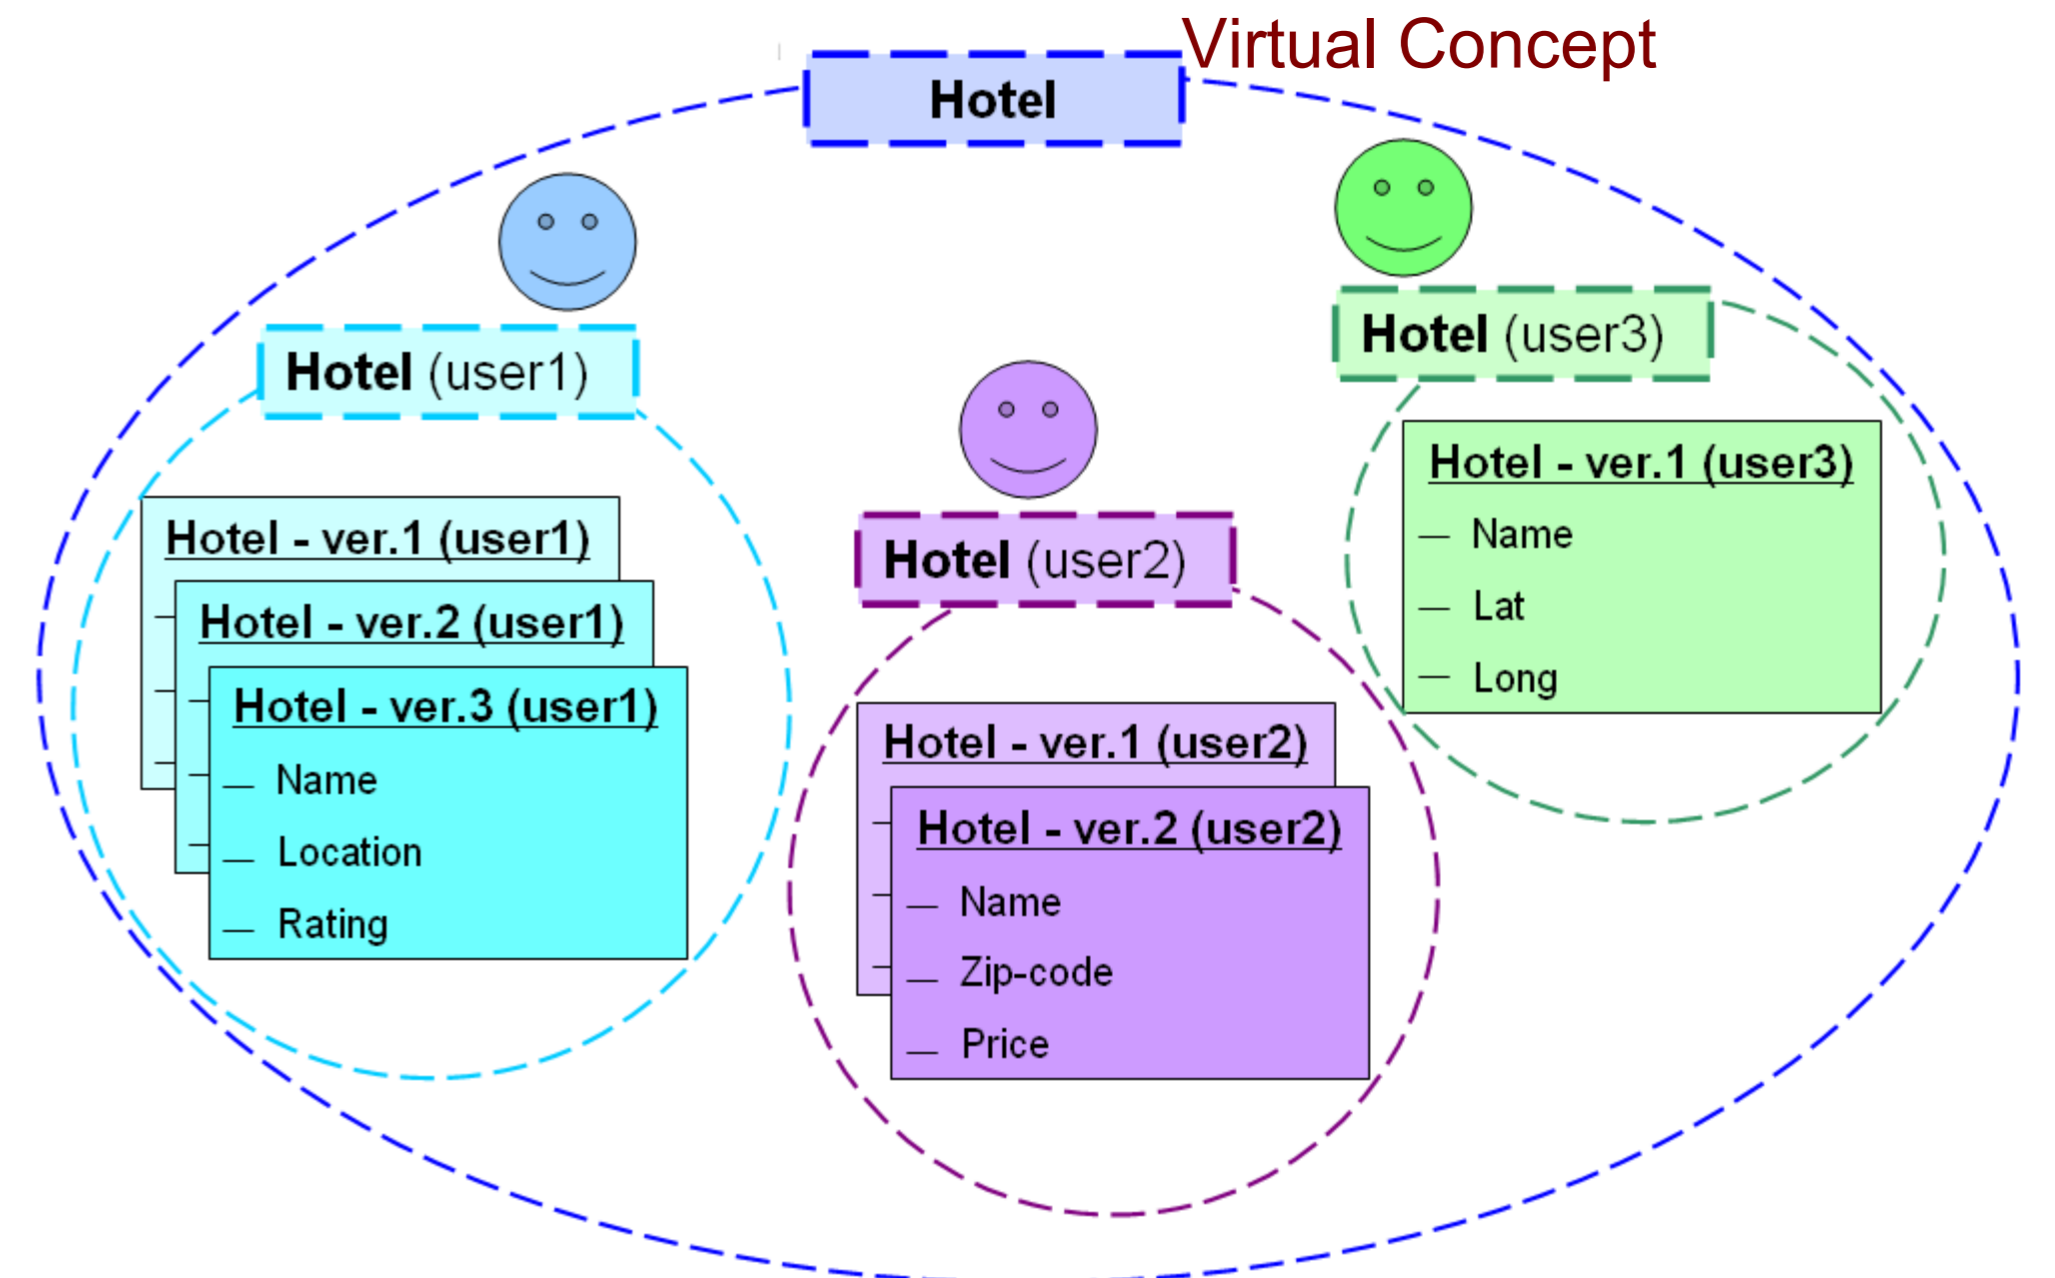 Virtual Concept
Hotel
Hotel (user1)
Hotel - ver.1 (user1)
Hotel - ver.2 (user1)
Hotel - ver.3 (user1)
— Name
— Location
— Rating
Hotel (user2)
Hotel - ver.1 (user2)
Hotel - ver.2 (user2)
— Name
— Zip-code
— Price
Hotel (user3)
Hotel - ver.1 (user3)
— Name
— Lat
— Long